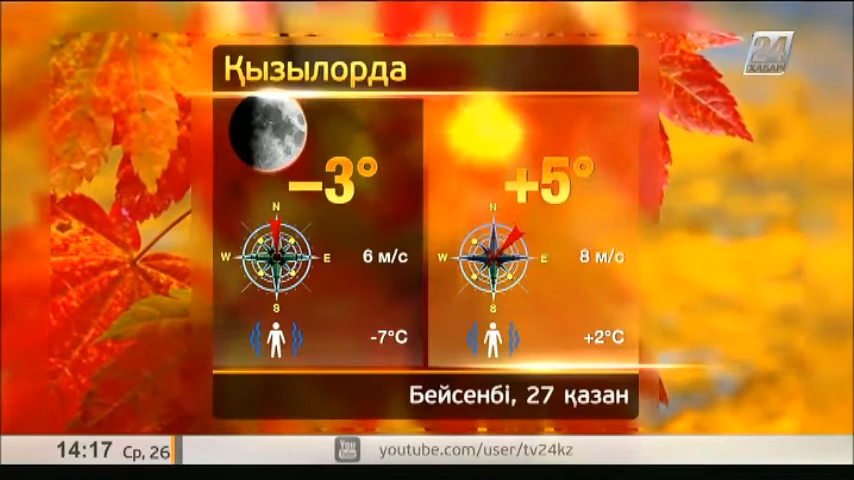 Қызылорда
24
ХАБАР
–3° +5°
N N
W E 6 м/с W E 8 м/с
S S
-7°C +2°C
Бейсенбі, 27 қазан
14:17 Ср, 26 You Tube youtube.com/user/tv24kz